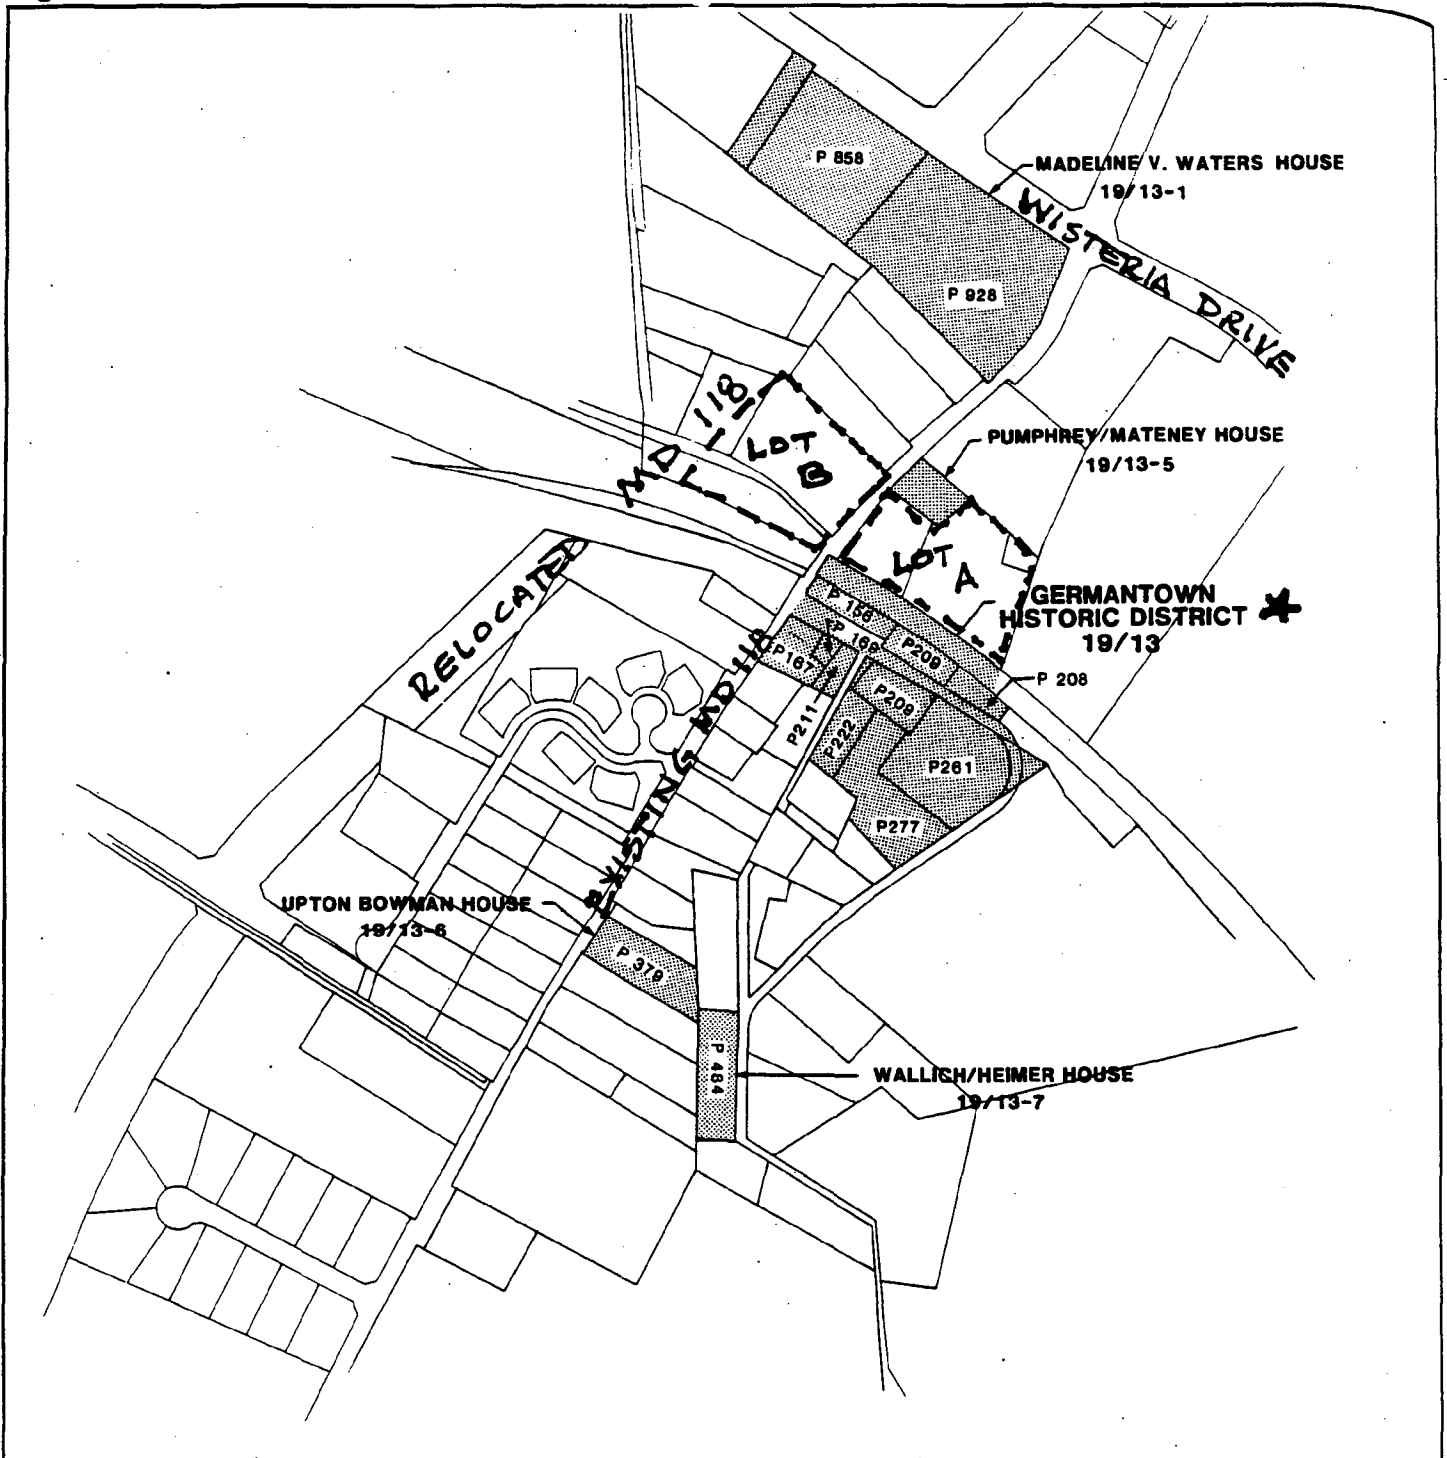 P 858
MADELINE V. WATERS HOUSE
19/13-1
WISTERIA DRIVE
P 928
MD. 118
LOT B
PUMPHREY/MATENEY HOUSE
19/13-5
LOT A
RELOCATED
GERMANTOWN
HISTORIC DISTRICT
19/13
P 156
P 169
P167
P209
P 208
P209
P211
P222
P261
P277
EXISTING MD 118
UPTON BOWMAN HOUSE
19/13-6
P 379
P 484
WALLICH/HEIMER HOUSE
19/13-7